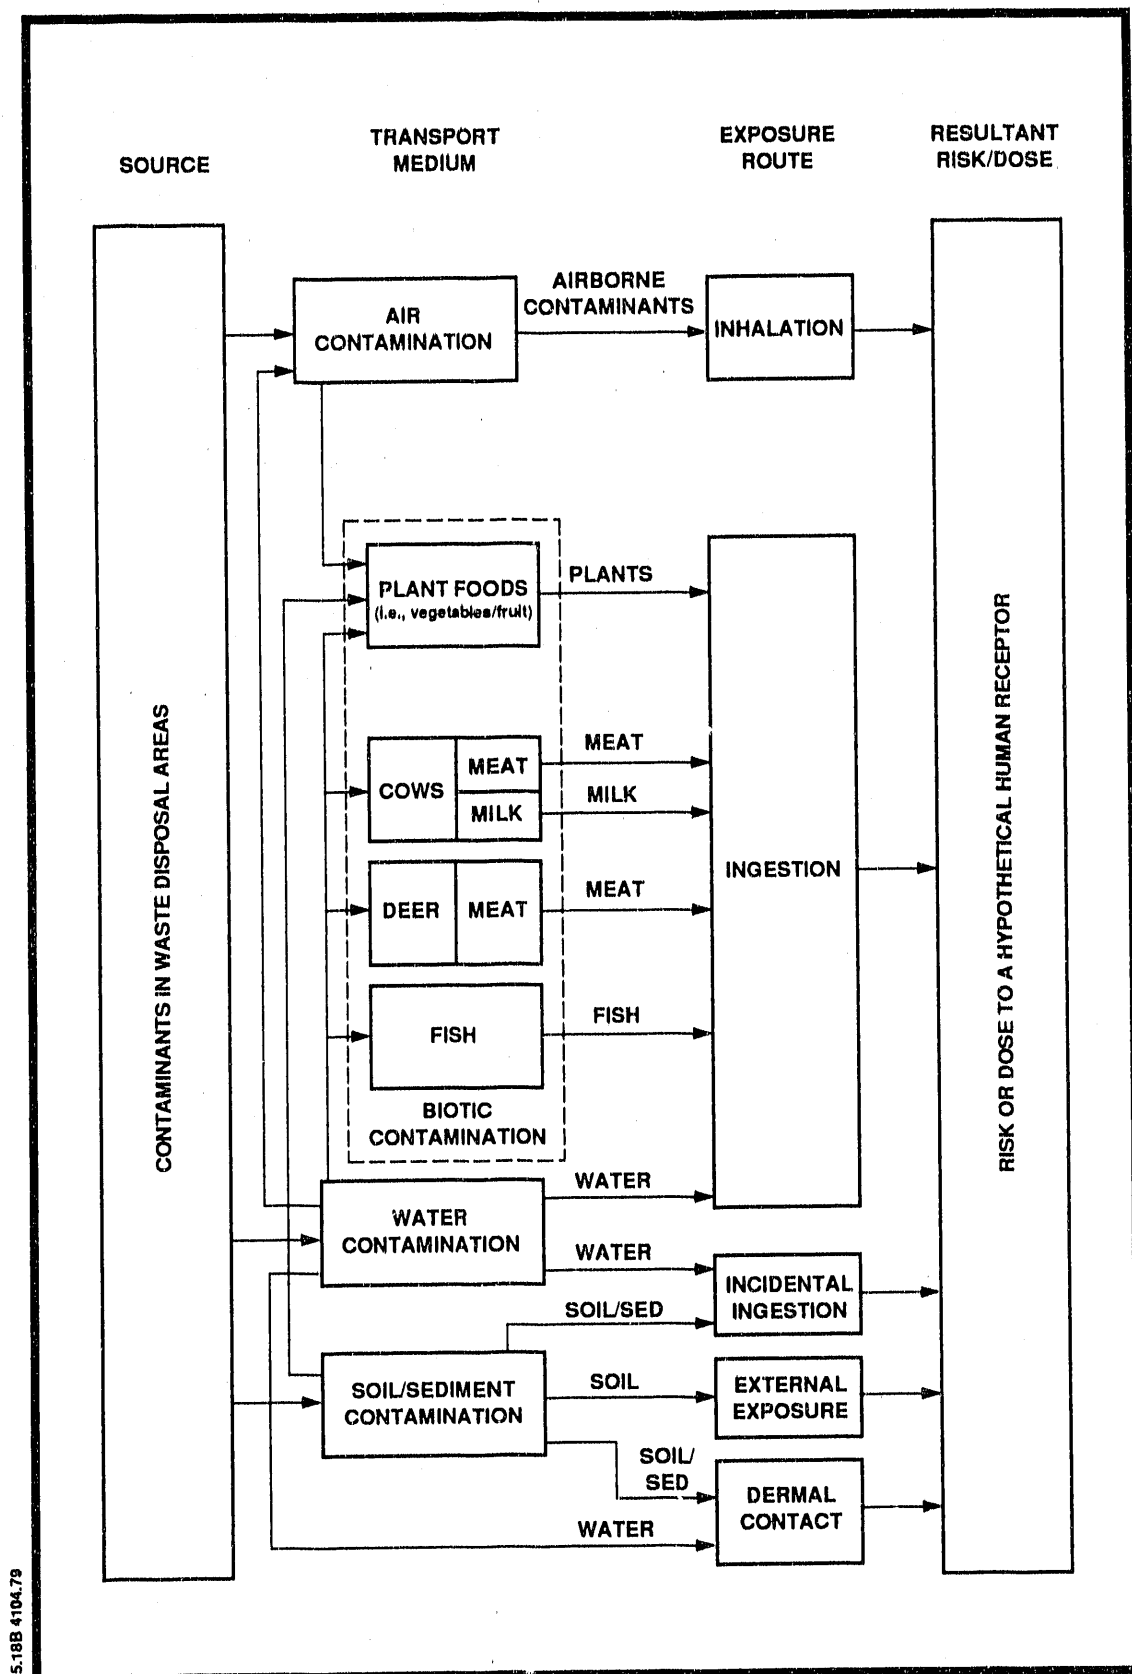 SOURCE
TRANSPORT
MEDIUM
EXPOSURE
ROUTE
RESULTANT
RISK/DOSE
CONTAMINANTS IN WASTE DISPOSAL AREAS
AIR
CONTAMINATION
AIRBORNE
CONTAMINANTS
INHALATION
PLANT FOODS
(i.e., vegetables/fruit)
PLANTS
COWS
MEAT
MILK
MEAT
MILK
DEER
MEAT
MEAT
FISH
FISH
BIOTIC
CONTAMINATION
INGESTION
WATER
CONTAMINATION
WATER
WATER
INCIDENTAL
INGESTION
SOIL/SED
SOIL/SEDIMENT
CONTAMINATION
SOIL
EXTERNAL
EXPOSURE
SOIL/
SED
WATER
DERMAL
CONTACT
RISK OR DOSE TO A HYPOTHETICAL HUMAN RECEPTOR
5.18B 4104.79